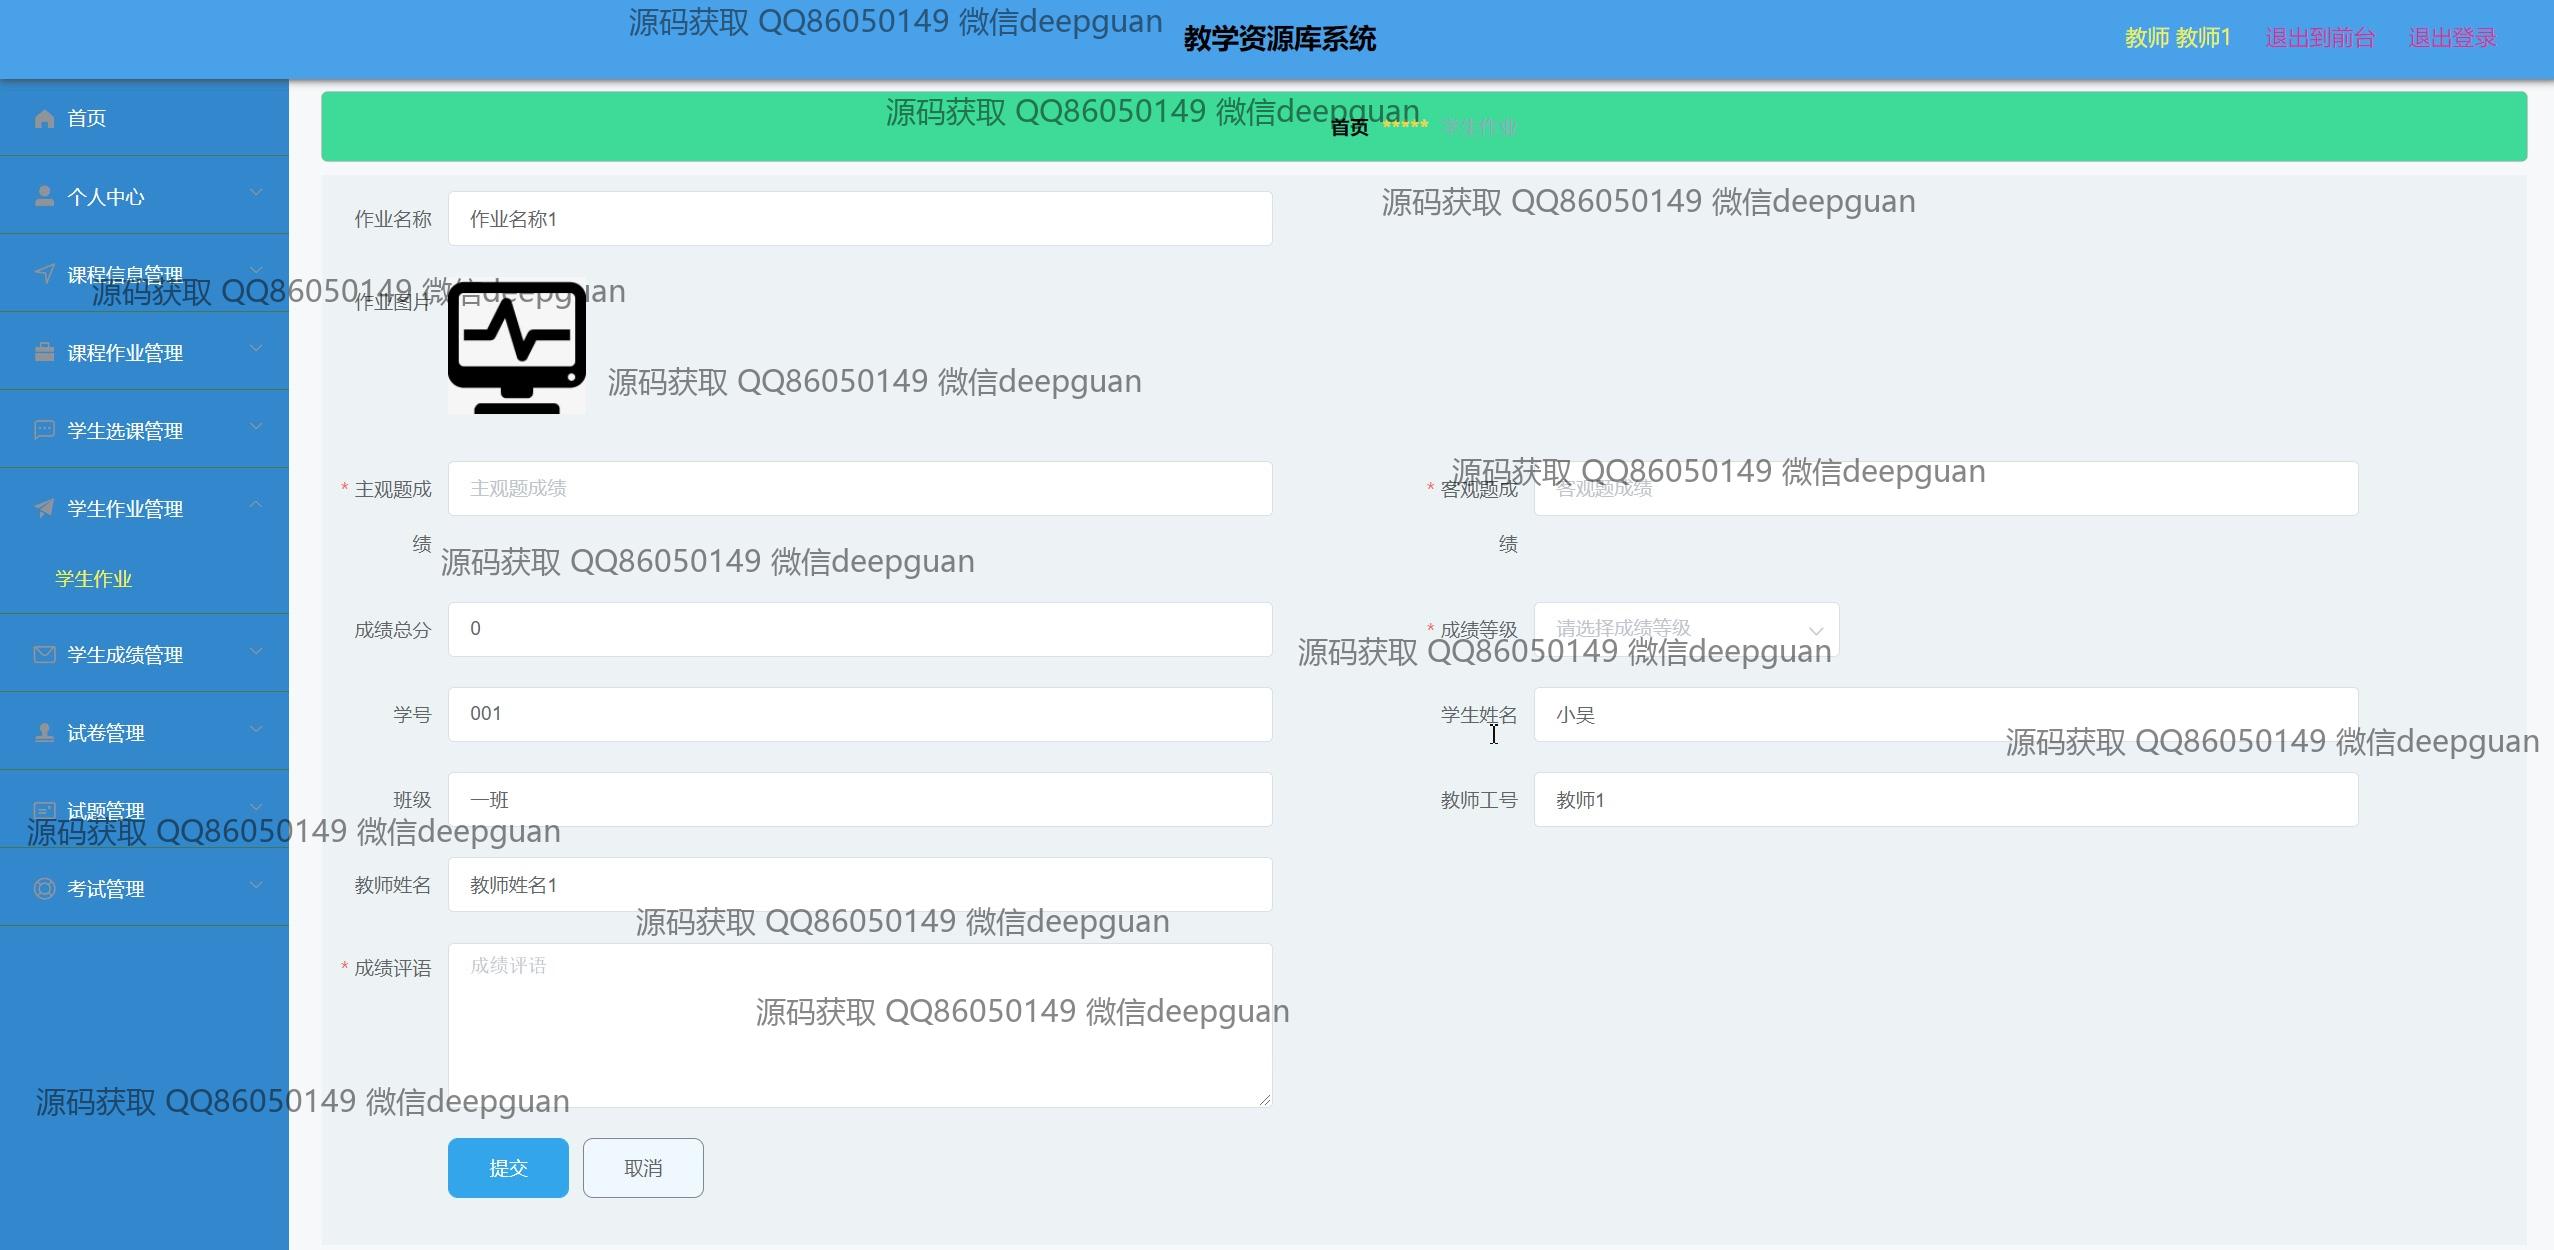 源码获取 QQ86050149 微信deepguan
教学资源库系统
教师 教师1 退出到前台 退出登录
首页
源码获取 QQ86050149 微信deepguan
首页 ***** 学生作业
个人中心
源码获取 QQ86050149 微信deepguan
作业名称 作业名称1
课程信息管理
源码获取 QQ86050149 微信deepguan
作业图片
课程作业管理
源码获取 QQ86050149 微信deepguan
学生选课管理
源码获取 QQ86050149 微信deepguan
* 主观题成绩 主观题成绩
* 客观题成绩 客观题成绩
学生作业管理
源码获取 QQ86050149 微信deepguan
学生作业
成绩总分 0
* 成绩等级 请选择成绩等级
源码获取 QQ86050149 微信deepguan
学生成绩管理
学号 001
学生姓名 小吴
试卷管理
源码获取 QQ86050149 微信deepguan
班级 一班
教师工号 教师1
试题管理
源码获取 QQ86050149 微信deepguan
考试管理
教师姓名 教师姓名1
源码获取 QQ86050149 微信deepguan
* 成绩评语 成绩评语
源码获取 QQ86050149 微信deepguan
源码获取 QQ86050149 微信deepguan
提交 取消